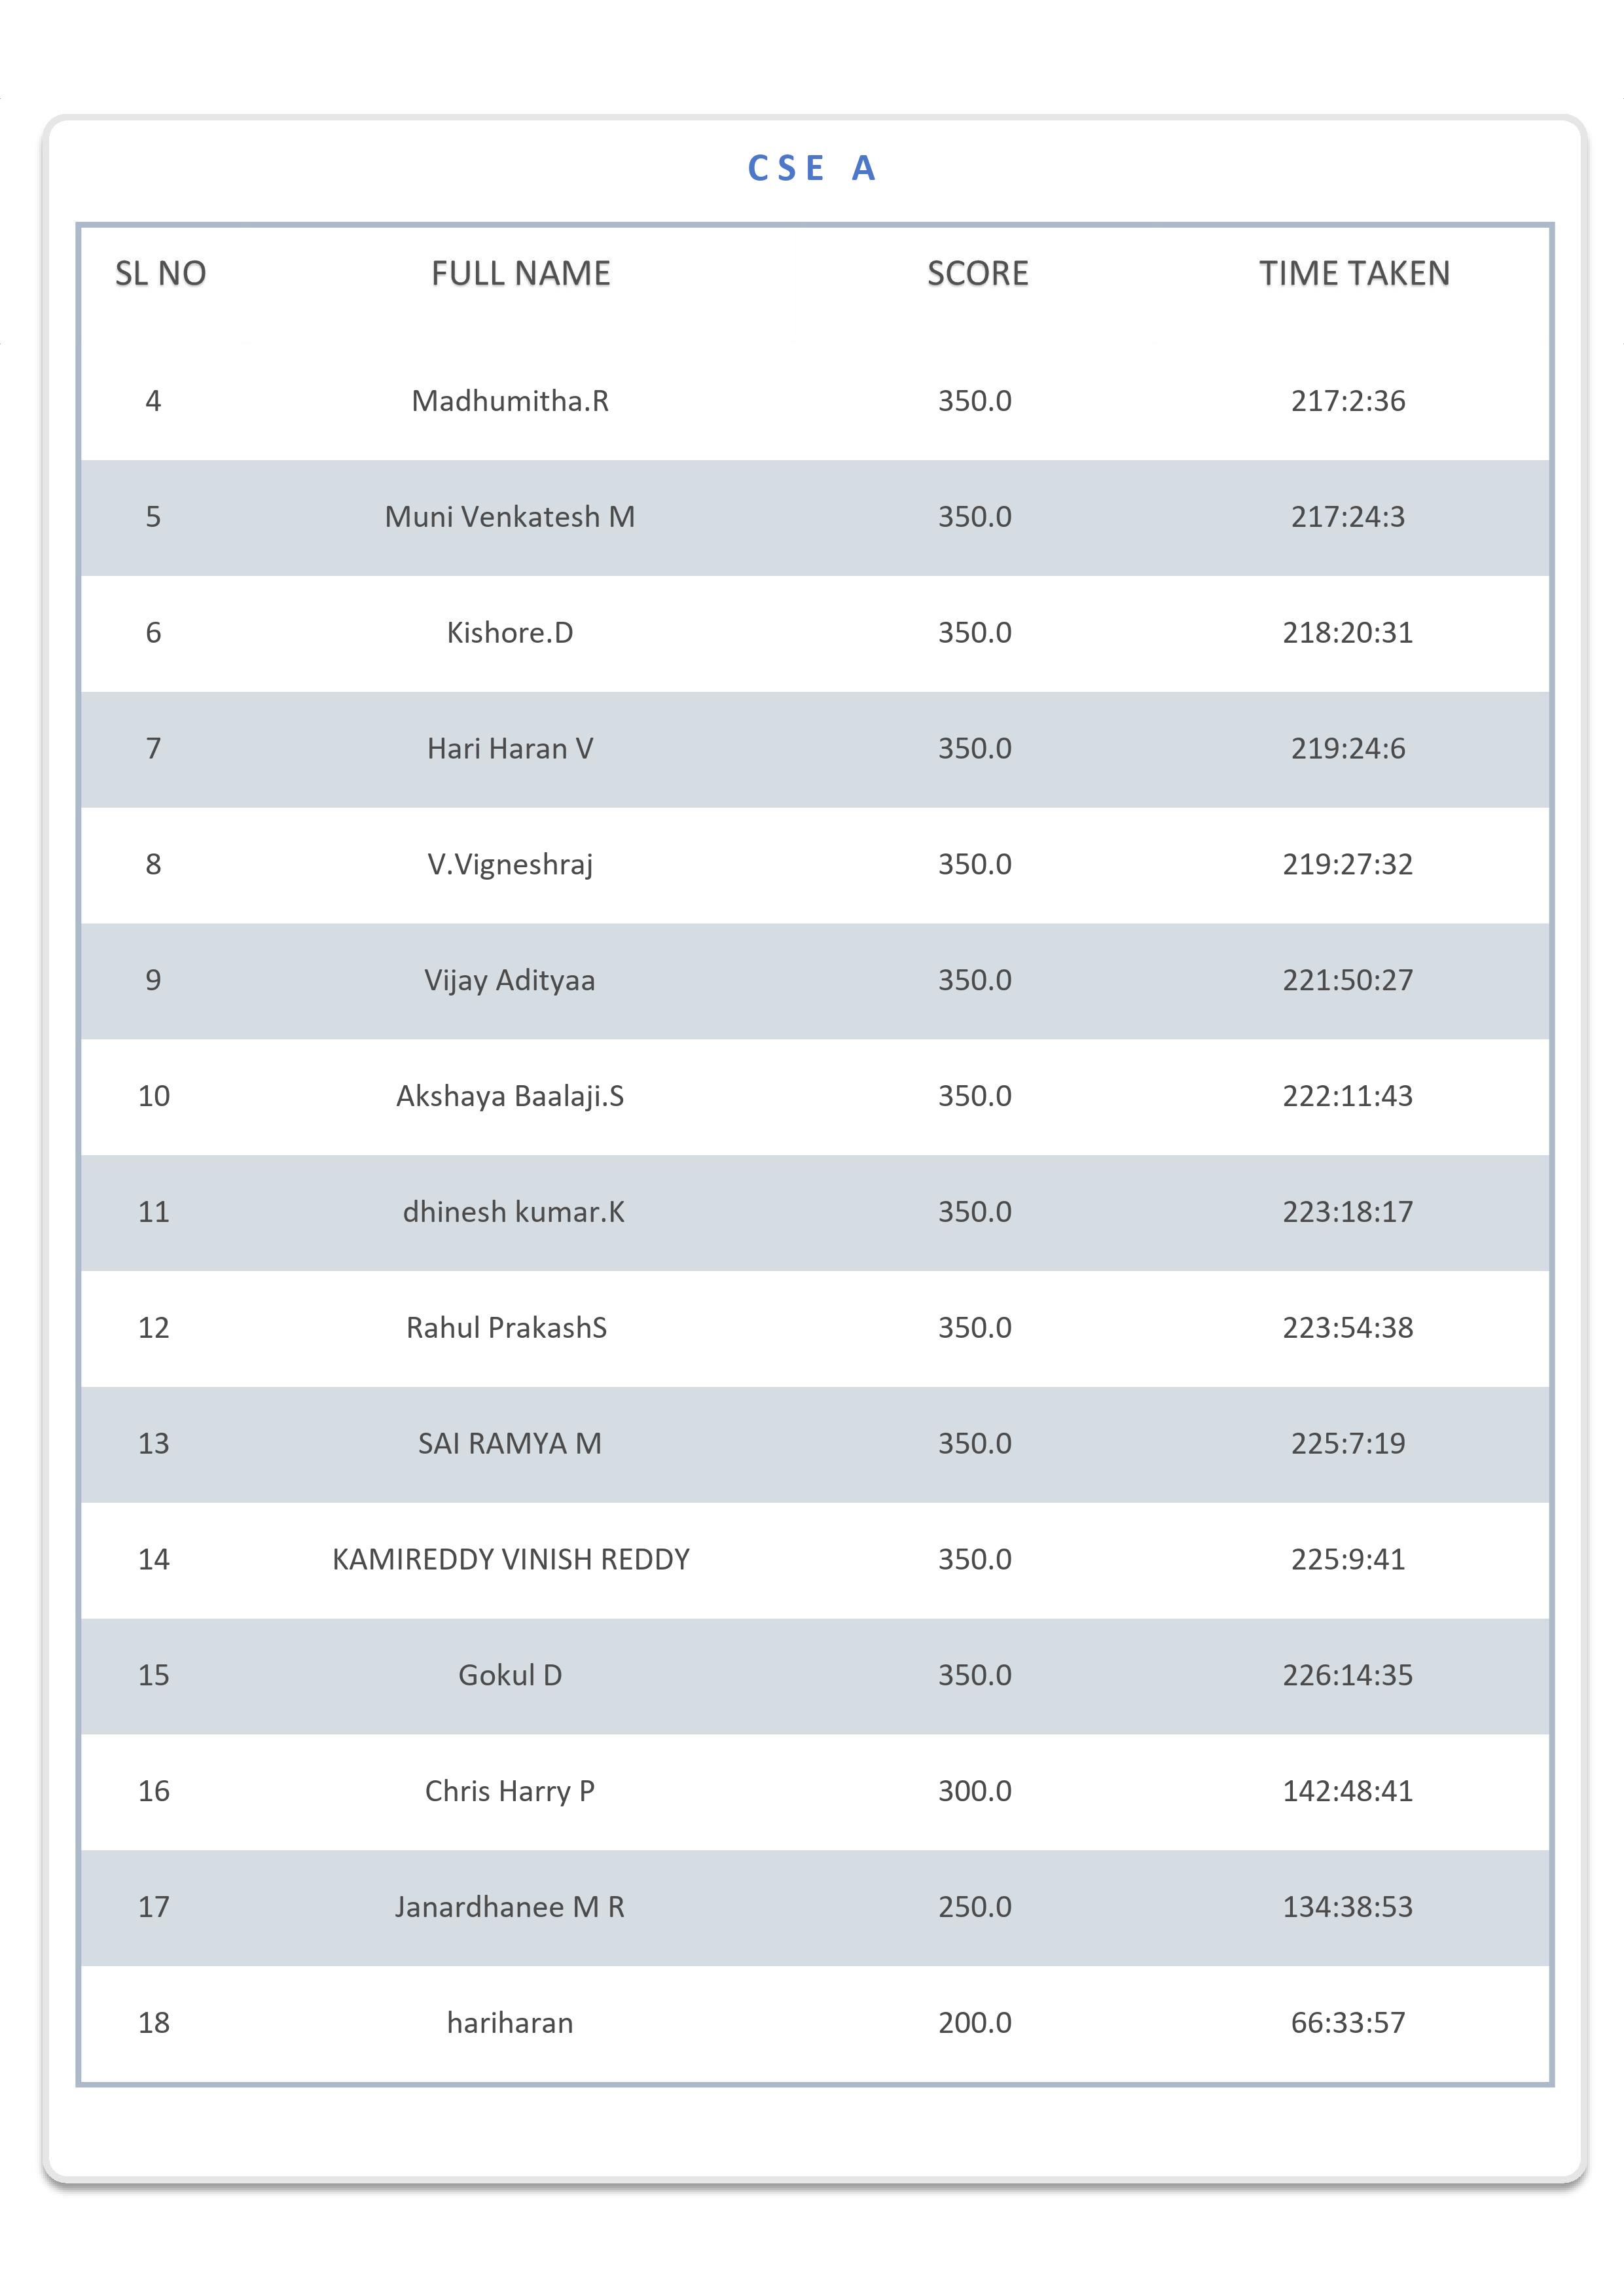 CSE A
SL NO FULL NAME SCORE TIME TAKEN
4 Madhumitha.R 350.0 217:2:36
5 Muni Venkatesh M 350.0 217:24:3
6 Kishore.D 350.0 218:20:31
7 Hari Haran V 350.0 219:24:6
8 V.Vigneshraj 350.0 219:27:32
9 Vijay Adityaa 350.0 221:50:27
10 Akshaya Baalaji.S 350.0 222:11:43
11 dhinesh kumar.K 350.0 223:18:17
12 Rahul PrakashS 350.0 223:54:38
13 SAI RAMYA M 350.0 225:7:19
14 KAMIREDDY VINISH REDDY 350.0 225:9:41
15 Gokul D 350.0 226:14:35
16 Chris Harry P 300.0 142:48:41
17 Janardhanee M R 250.0 134:38:53
18 hariharan 200.0 66:33:57